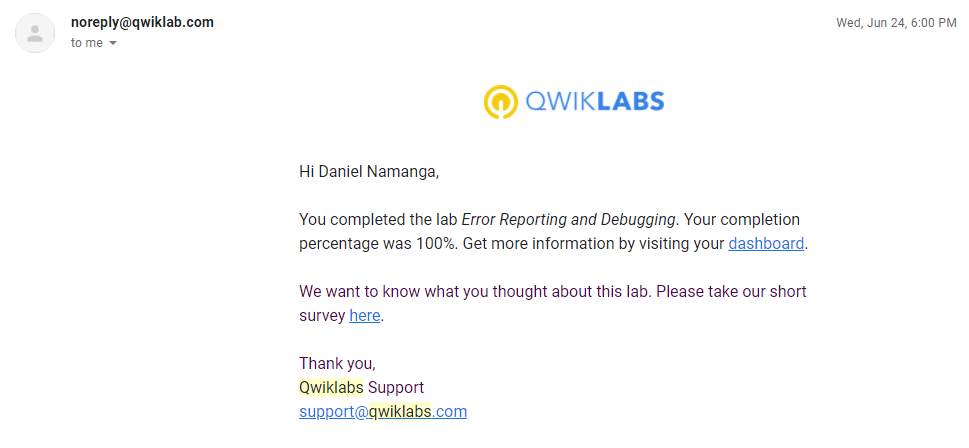 noreply@qwiklab.com
Wed, Jun 24, 6:00 PM
to me
QWIKLABS
Hi Daniel Namanga,
You completed the lab Error Reporting and Debugging. Your completion
percentage was 100%. Get more information by visiting your dashboard.
We want to know what you thought about this lab. Please take our short
survey here.
Thank you,
Qwiklabs Support
support@qwiklabs.com